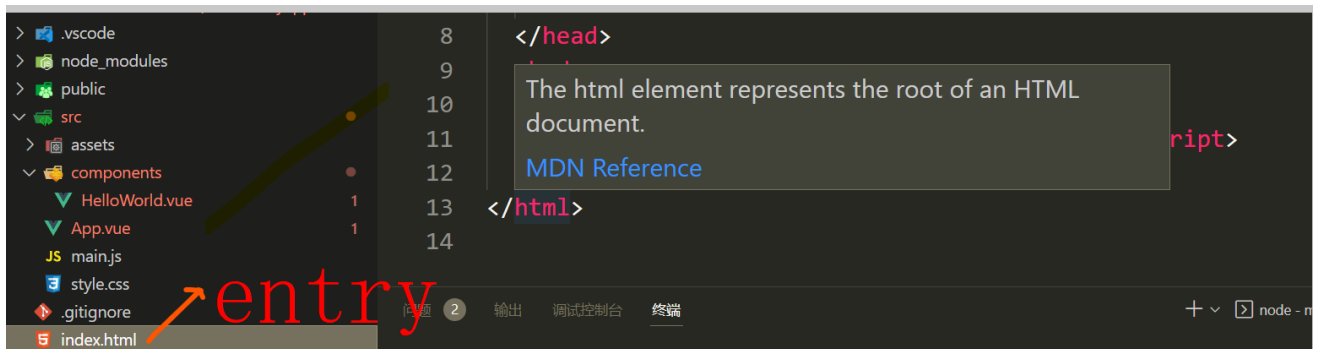 .vscode
node_modules
public
src
assets
components
HelloWorld.vue 1
App.vue 1
JS main.js
style.css
.gitignore
index.html
entry
8 </head>
9
10
11 ript>
12
13 </html>
14
The html element represents the root of an HTML
document.
MDN Reference
问题 2 输出 调试控制台 终端
node - m